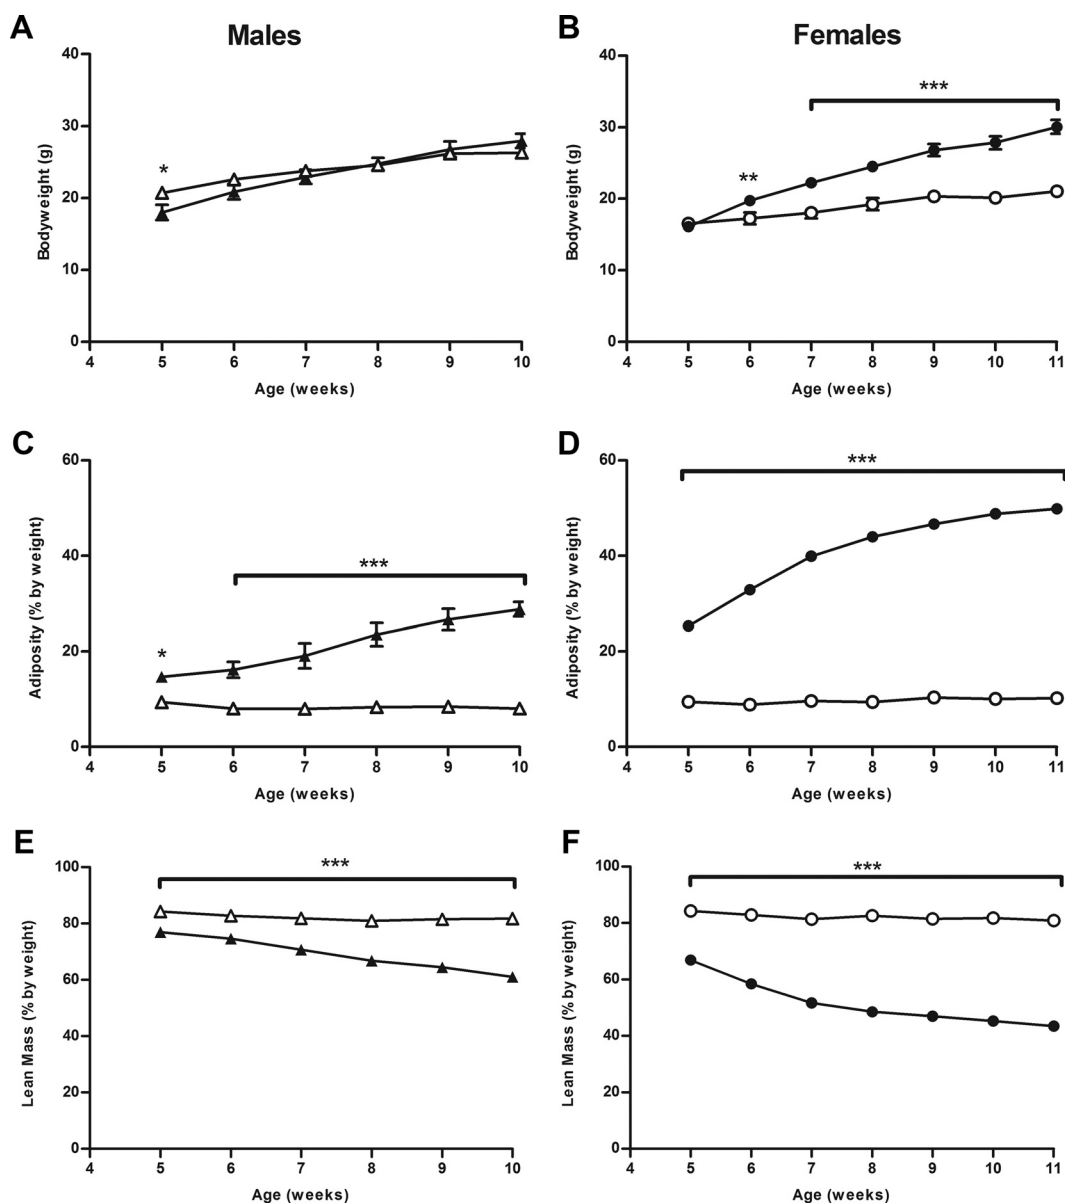 A
Males
40
30
20
10
0
Bodyweight (g)
*
4 5 6 7 8 9 10
Age (weeks)
B
Females
40
30
20
10
0
Bodyweight (g)
**
***
4 5 6 7 8 9 10 11
Age (weeks)
C
60
40
20
0
Adiposity (% by weight)
*
***
4 5 6 7 8 9 10
Age (weeks)
D
60
40
20
0
Adiposity (% by weight)
***
4 5 6 7 8 9 10 11
Age (weeks)
E
100
80
60
40
20
0
Lean Mass (% by weight)
***
4 5 6 7 8 9 10
Age (weeks)
F
100
80
60
40
20
0
Lean Mass (% by weight)
***
4 5 6 7 8 9 10 11
Age (weeks)